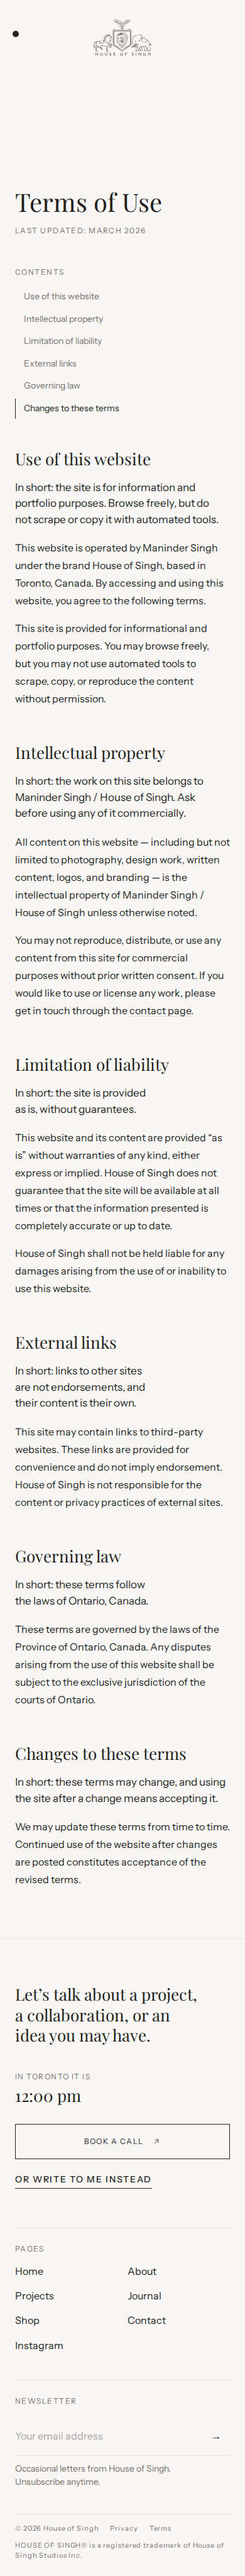 HOUSE OF SINGH
Terms of Use
LAST UPDATED: MARCH 2026
CONTENTS
Use of this website
Intellectual property
Limitation of liability
External links
Governing law
Changes to these terms
Use of this website
In short: the site is for information and
portfolio purposes. Browse freely, but do
not scrape or copy it with automated tools.
This website is operated by Maninder Singh
under the brand House of Singh, based in
Toronto, Canada. By accessing and using this
website, you agree to the following terms.
This site is provided for informational and
portfolio purposes. You may browse freely,
but you may not use automated tools to
scrape, copy, or reproduce the content
without permission.
Intellectual property
In short: the work on this site belongs to
Maninder Singh / House of Singh. Ask
before using any of it commercially.
All content on this website — including but not
limited to photography, design work, written
content, logos, and branding — is the
intellectual property of Maninder Singh /
House of Singh unless otherwise noted.
You may not reproduce, distribute, or use any
content from this site for commercial
purposes without prior written consent. If you
would like to use or license any work, please
get in touch through the contact page.
Limitation of liability
In short: the site is provided
as is, without guarantees.
This website and its content are provided “as
is” without warranties of any kind, either
express or implied. House of Singh does not
guarantee that the site will be available at all
times or that the information presented is
completely accurate or up to date.
House of Singh shall not be held liable for any
damages arising from the use of or inability to
use this website.
External links
In short: links to other sites
are not endorsements, and
their content is their own.
This site may contain links to third-party
websites. These links are provided for
convenience and do not imply endorsement.
House of Singh is not responsible for the
content or privacy practices of external sites.
Governing law
In short: these terms follow
the laws of Ontario, Canada.
These terms are governed by the laws of the
Province of Ontario, Canada. Any disputes
arising from the use of this website shall be
subject to the exclusive jurisdiction of the
courts of Ontario.
Changes to these terms
In short: these terms may change, and using
the site after a change means accepting it.
We may update these terms from time to time.
Continued use of the website after changes
are posted constitutes acceptance of the
revised terms.
Let’s talk about a project,
a collaboration, or an
idea you may have.
IN TORONTO IT IS
12:00 pm
BOOK A CALL ↗
OR WRITE TO ME INSTEAD
PAGES
Home About
Projects Journal
Shop Contact
Instagram
NEWSLETTER
Your email address →
Occasional letters from House of Singh.
Unsubscribe anytime.
© 2026 House of Singh Privacy Terms
HOUSE OF SINGH® is a registered trademark of House of
Singh Studios Inc.